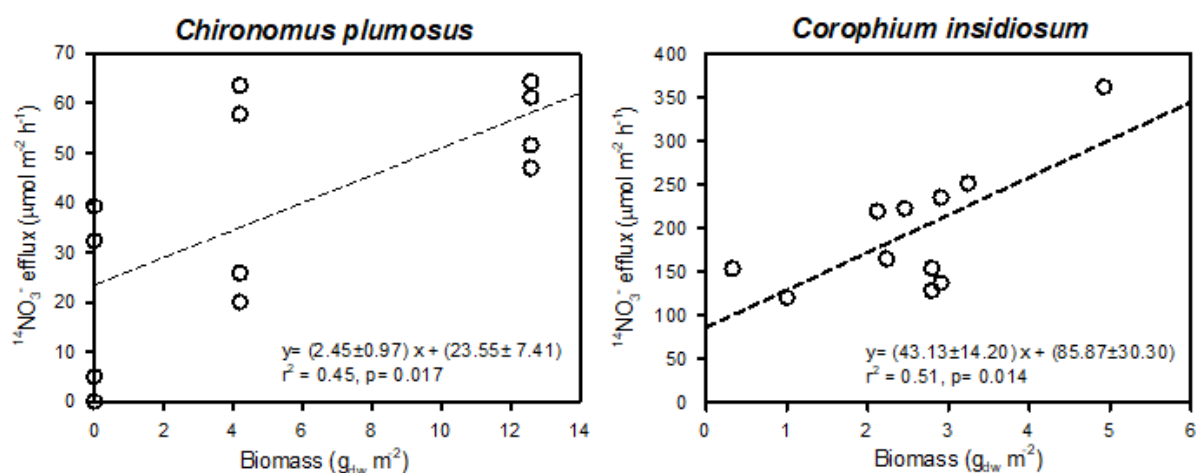 Chironomus plumosus
70
60
50
40
30
20
10
0
¹⁴NO₃⁻ efflux (μmol m⁻² h⁻¹)
y= (2.45±0.97) x + (23.55± 7.41)
r² = 0.45, p= 0.017
0 2 4 6 8 10 12 14
Biomass (g_dw m⁻²)
Corophium insidiosum
400
350
300
250
200
150
100
50
0
¹⁴NO₃⁻ efflux (μmol m⁻² h⁻¹)
y= (43.13±14.20) x + (85.87±30.30)
r² = 0.51, p= 0.014
0 1 2 3 4 5 6
Biomass (g_dw m⁻²)